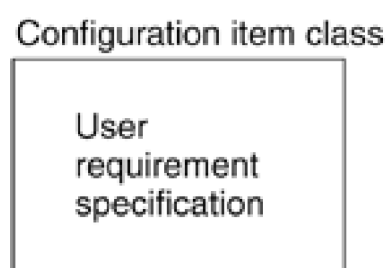 Configuration item class
User
requirement
specification